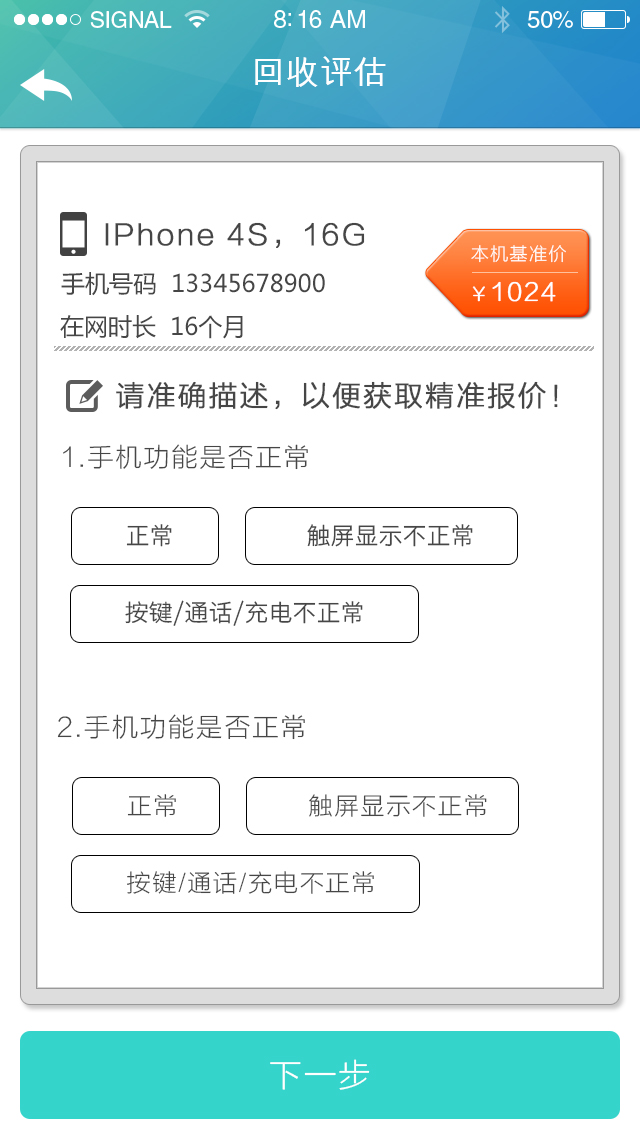 SIGNAL 8:16 AM 50%
回收评估
IPhone 4S，16G
本机基准价
手机号码 13345678900
¥1024
在网时长 16个月
请准确描述，以便获取精准报价！
1.手机功能是否正常
正常 触屏显示不正常
按键/通话/充电不正常
2.手机功能是否正常
正常 触屏显示不正常
按键/通话/充电不正常
下一步